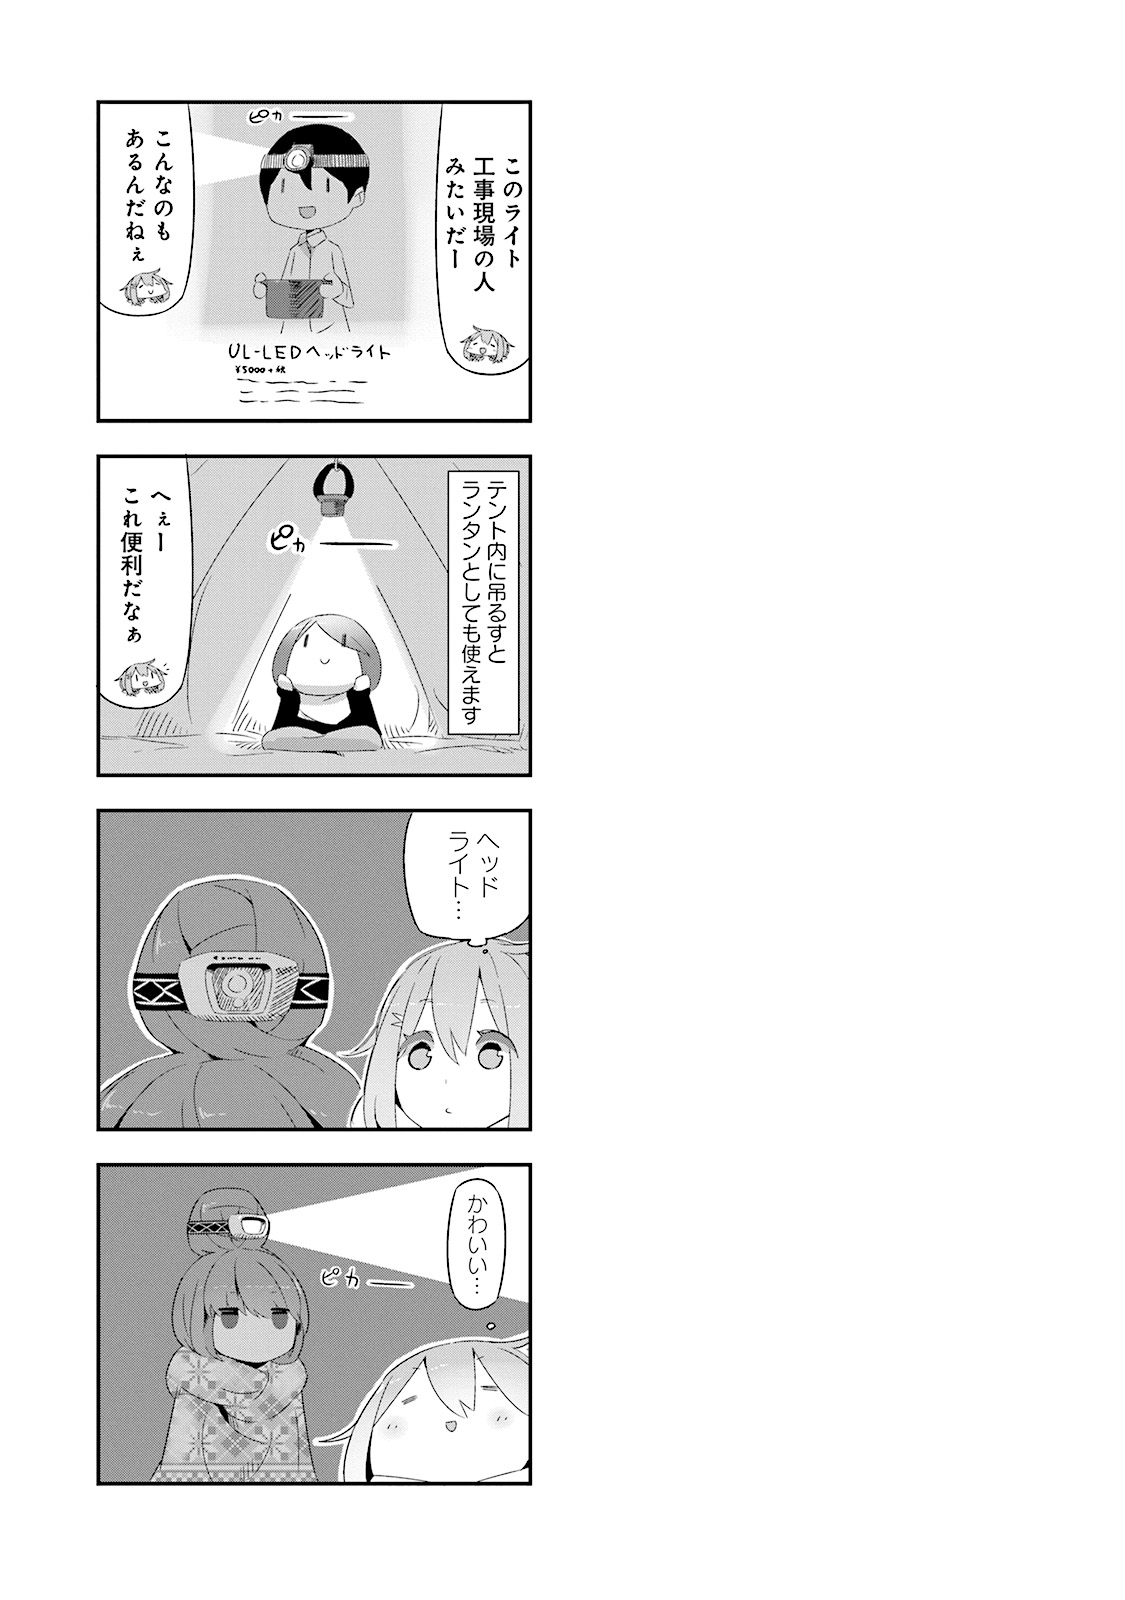 このライト
工事現場の人
みたいだー
ピカ
こんなのも
あるんだねぇ
UL-LEDヘッドライト
¥5000+税
テント内に吊るすと
ランタンとしても使えます
ピカ
へぇー
これ便利だなぁ
ヘッド
ライト…
かわいい…
ピカ